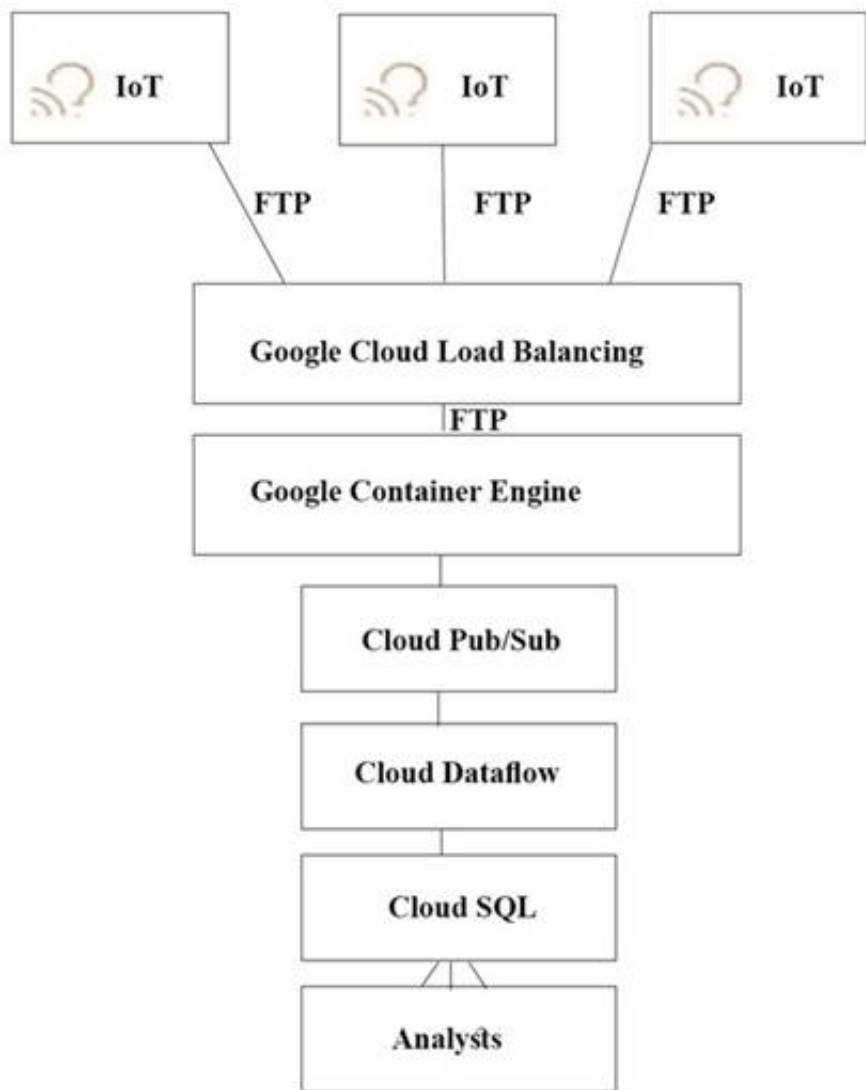 IoT
IoT
IoT
FTP
FTP
FTP
Google Cloud Load Balancing
FTP
Google Container Engine
Cloud Pub/Sub
Cloud Dataflow
Cloud SQL
Analysts